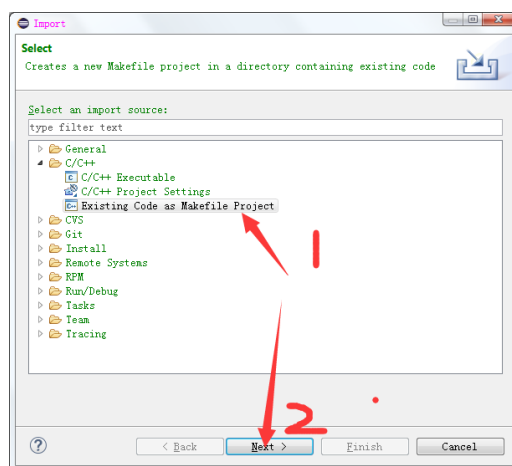 Import
Select
Creates a new Makefile project in a directory containing existing code
Select an import source:
type filter text
General
C/C++
C/C++ Executable
C/C++ Project Settings
Existing Code as Makefile Project
CVS
Git
Install
Remote Systems
RPM
Run/Debug
Tasks
Team
Tracing
1
2
? < Back Next > Finish Cancel